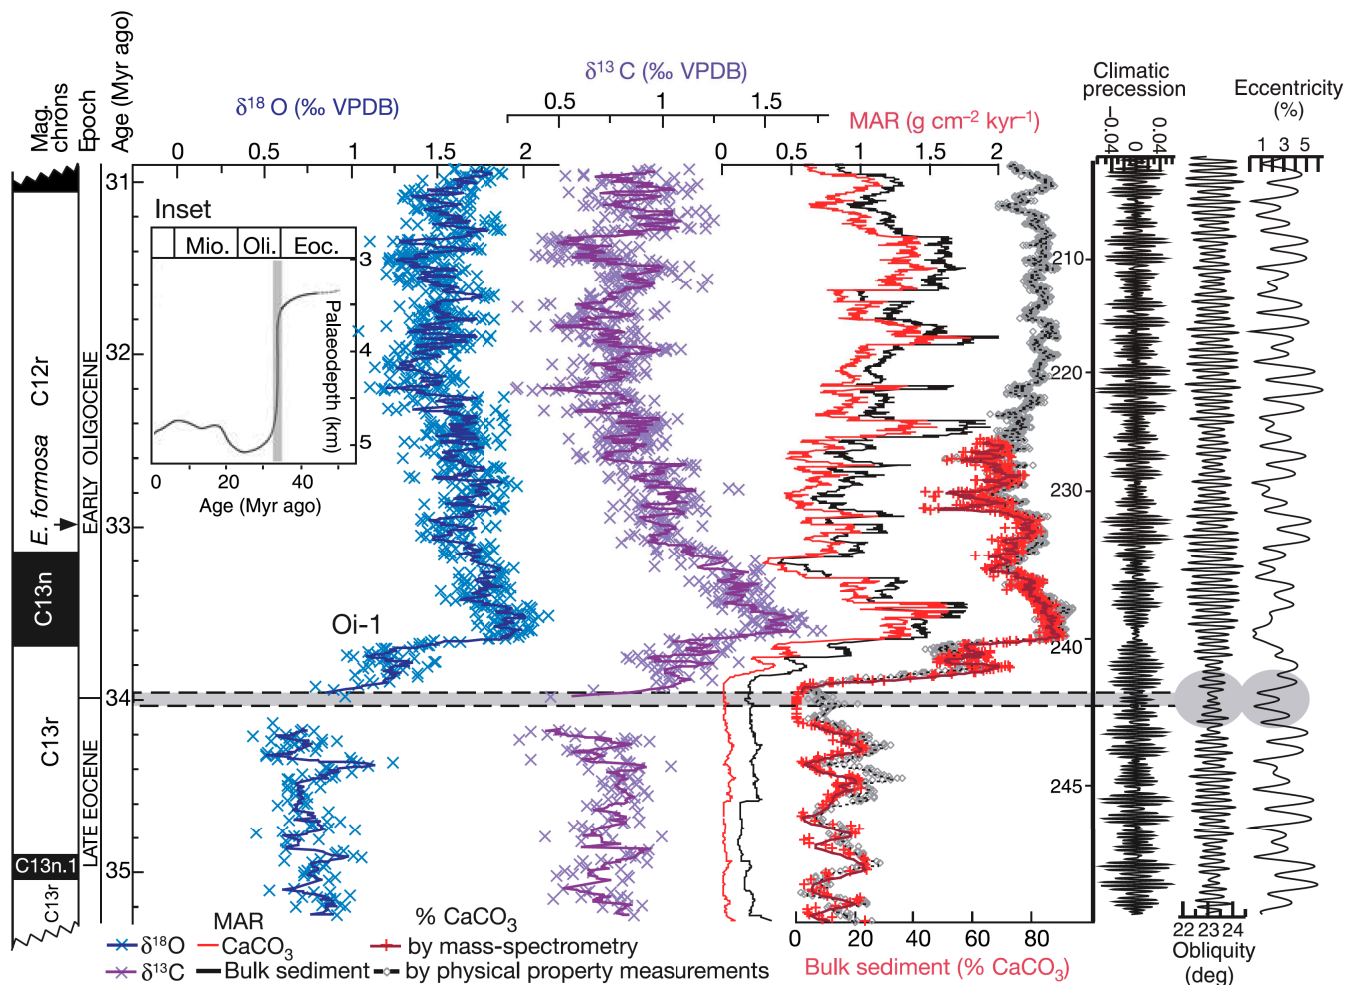 Mag. chrons
Epoch
Age (Myr ago)
δ18 O (‰ VPDB)
δ13 C (‰ VPDB)
0.5 1 1.5
MAR (g cm–2 kyr–1)
Climatic precession
–0.04 0 0.04
Eccentricity (%)
1 3 5
0 0.5 1 1.5 2
0 0.5 1 1.5 2
31
32
33
34
35
C12r
E. formosa
C13n
C13r
C13n.1
C13r
EARLY OLIGOCENE
LATE EOCENE
Inset
Mio. Oli. Eoc.
3
4
5
Palaeodepth (km)
0 20 40
Age (Myr ago)
Oi-1
210
220
230
240
245
0 20 40 60 80
Bulk sediment (% CaCO3)
22 23 24
Obliquity (deg)
MAR
% CaCO3
δ18O
CaCO3
by mass-spectrometry
δ13C
Bulk sediment
by physical property measurements